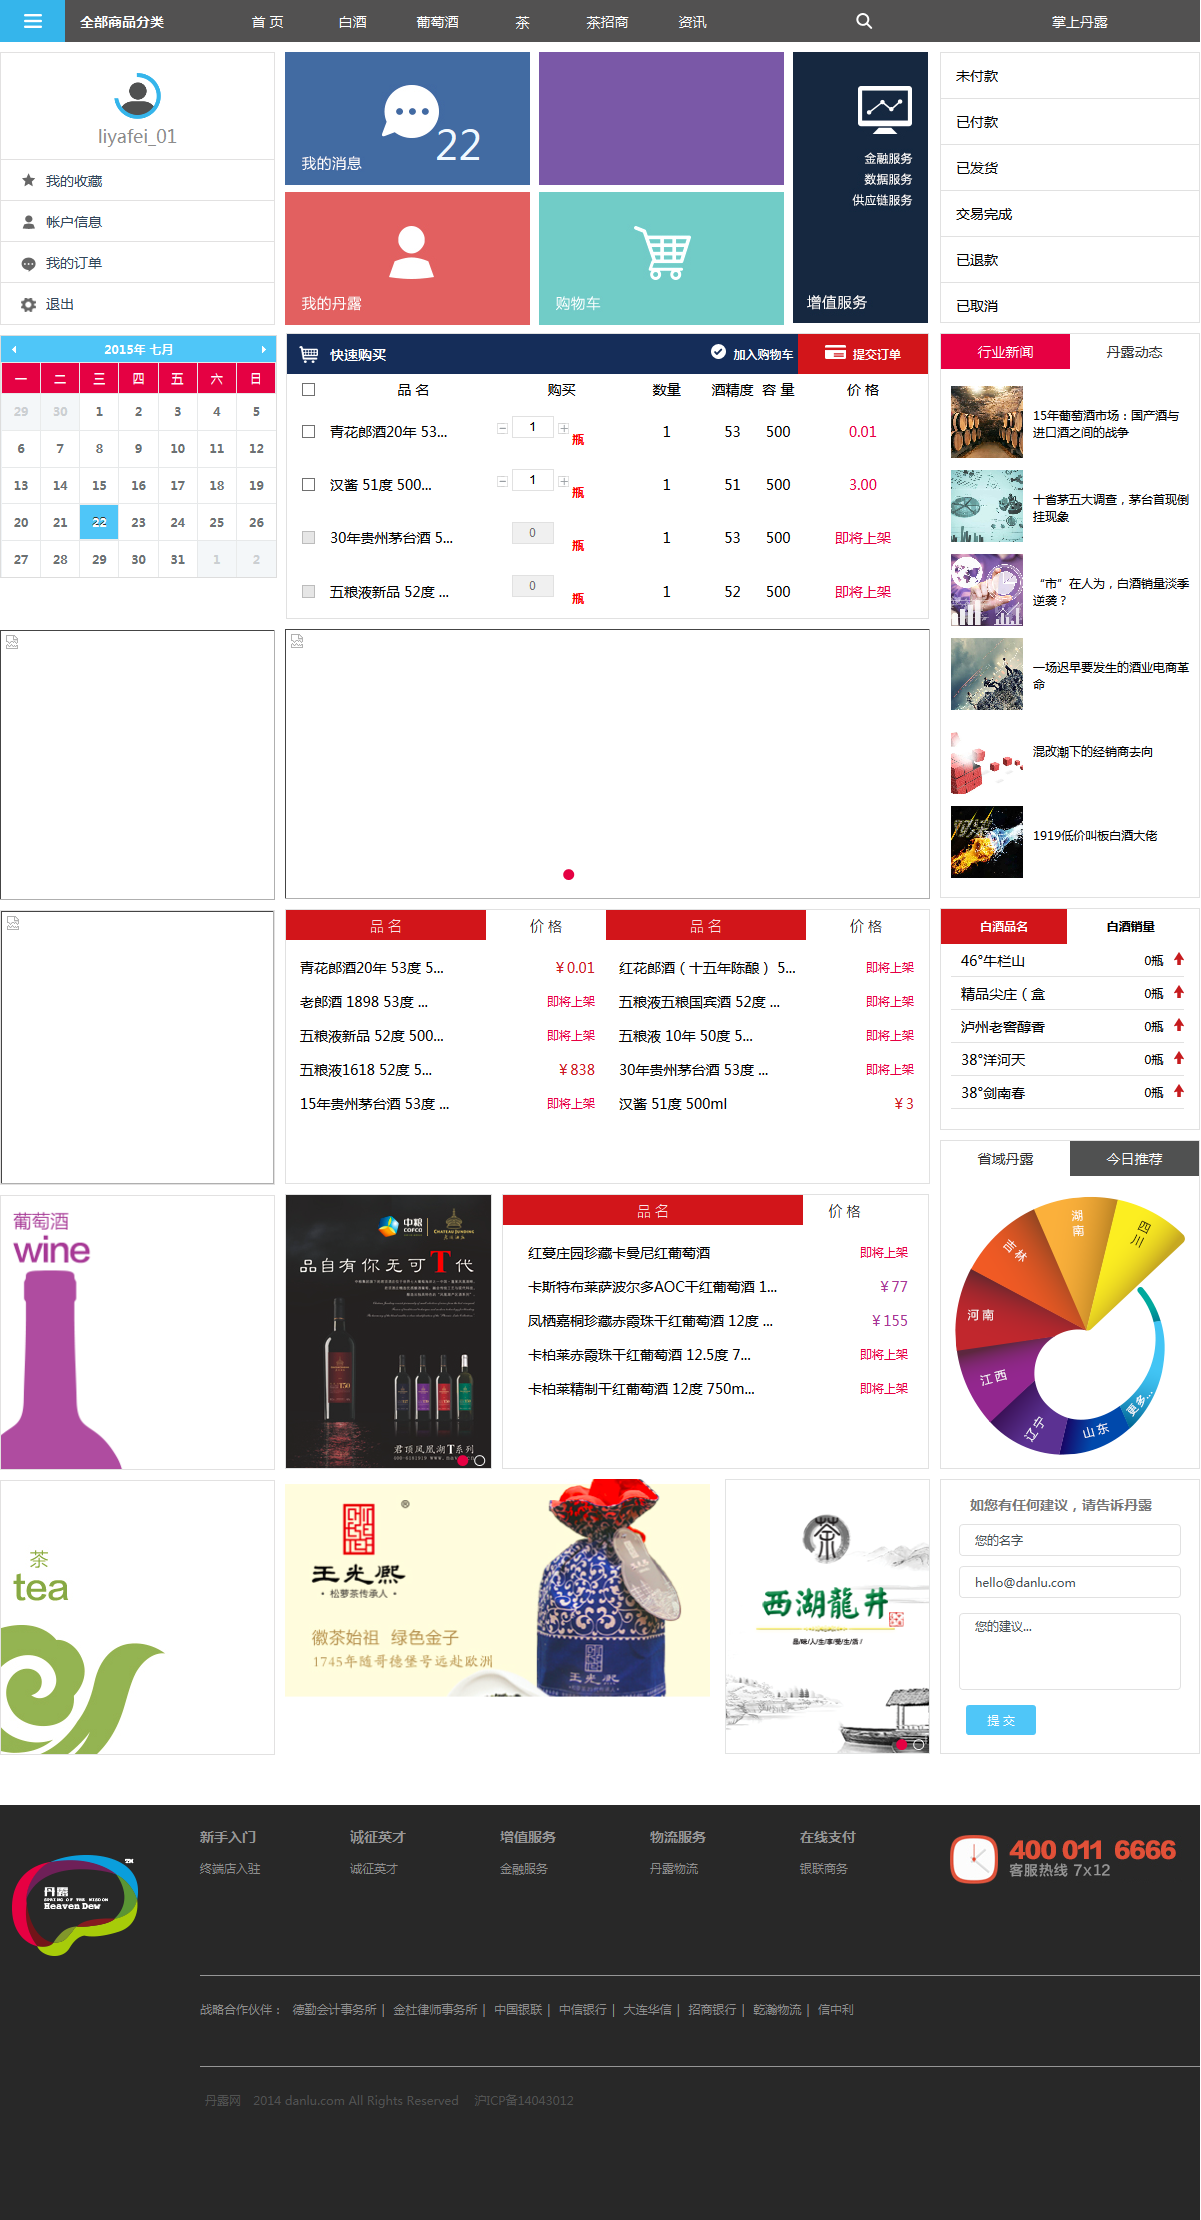 全部商品分类 首 页 白酒 葡萄酒 茶 茶招商 资讯 掌上丹露
liyafei_01
我的收藏
帐户信息
我的订单
退出
我的消息
22
我的丹露
购物车
金融服务
数据服务
供应链服务
增值服务
未付款
已付款
已发货
交易完成
已退款
已取消
2015年 七月
一 二 三 四 五 六 日
29 30 1 2 3 4 5
6 7 8 9 10 11 12
13 14 15 16 17 18 19
20 21 22 23 24 25 26
27 28 29 30 31 1 2
快速购买 加入购物车 提交订单
品 名 购买 数量 酒精度 容 量 价 格
青花郎酒20年 53... 1 瓶 1 53 500 0.01
汉酱 51度 500... 1 瓶 1 51 500 3.00
30年贵州茅台酒 5... 0 瓶 1 53 500 即将上架
五粮液新品 52度 ... 0 瓶 1 52 500 即将上架
行业新闻 丹露动态
15年葡萄酒市场：国产酒与
进口酒之间的战争
十省茅五大调查，茅台首现倒
挂现象
“市”在人为，白酒销量淡季
逆袭？
一场迟早要发生的酒业电商革
命
混改潮下的经销商去向
1919低价叫板白酒大佬
品 名 价 格 品 名 价 格
青花郎酒20年 53度 5... ￥0.01 红花郎酒（十五年陈酿） 5... 即将上架
老郎酒 1898 53度 ... 即将上架 五粮液五粮国宾酒 52度 ... 即将上架
五粮液新品 52度 500... 即将上架 五粮液 10年 50度 5... 即将上架
五粮液1618 52度 5... ￥838 30年贵州茅台酒 53度 ... 即将上架
15年贵州茅台酒 53度 ... 即将上架 汉酱 51度 500ml ￥3
白酒品名 白酒销量
46°牛栏山 0瓶
精品尖庄（盒 0瓶
泸州老窖醇香 0瓶
38°洋河天 0瓶
38°剑南春 0瓶
省域丹露 今日推荐
四川
湖南
吉林
河南
江西
辽宁
山东
更多...
葡萄酒
wine
中粮
COFCO
CHATEAU JUNDING
品自有你无可T代
君顶凤凰湖T系列
品 名 价 格
红蔓庄园珍藏卡曼尼红葡萄酒 即将上架
卡斯特布莱萨波尔多AOC干红葡萄酒 1... ￥77
凤栖嘉桐珍藏赤霞珠干红葡萄酒 12度 ... ￥155
卡柏莱赤霞珠干红葡萄酒 12.5度 7... 即将上架
卡柏莱精制干红葡萄酒 12度 750m... 即将上架
茶
tea
®
王光熙
• 松萝茶传承人 •
徽茶始祖 绿色金子
1745年随哥德堡号远赴欧洲
王光熙
• 松萝茶传承人 •
茶
西湖龍井
品/味/人/生/享/受/生/活/
如您有任何建议，请告诉丹露
您的名字
hello@danlu.com
您的建议...
提 交
新手入门 诚征英才 增值服务 物流服务 在线支付
终端店入驻 诚征英才 金融服务 丹露物流 银联商务
400 011 6666
客服热线 7x12
TM
丹露
SPRING OF THE WISDOM
Heaven Dew
战略合作伙伴： 德勤会计事务所 | 金杜律师事务所 | 中国银联 | 中信银行 | 大连华信 | 招商银行 | 乾瀚物流 | 信中利
丹露网 2014 danlu.com All Rights Reserved 沪ICP备14043012